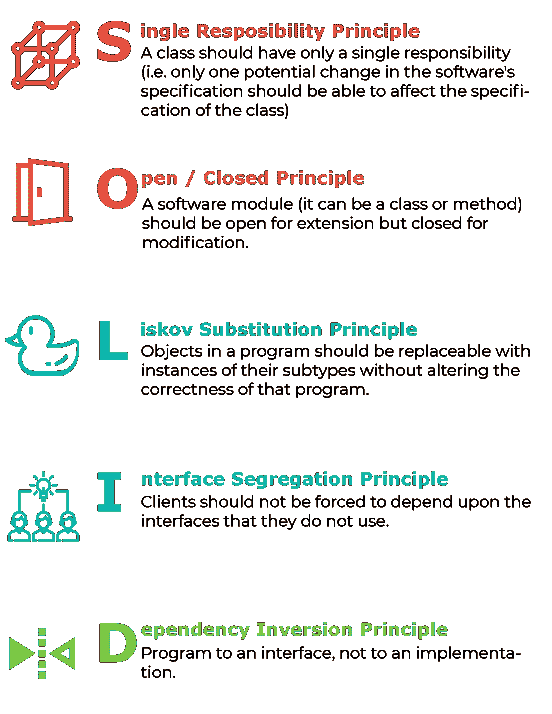 Single Resposibility Principle
A class should have only a single responsibility
(i.e. only one potential change in the software's
specification should be able to affect the specifi-
cation of the class)
Open / Closed Principle
A software module (it can be a class or method)
should be open for extension but closed for
modification.
Liskov Substitution Principle
Objects in a program should be replaceable with
instances of their subtypes without altering the
correctness of that program.
Interface Segregation Principle
Clients should not be forced to depend upon the
interfaces that they do not use.
Dependency Inversion Principle
Program to an interface, not to an implementa-
tion.